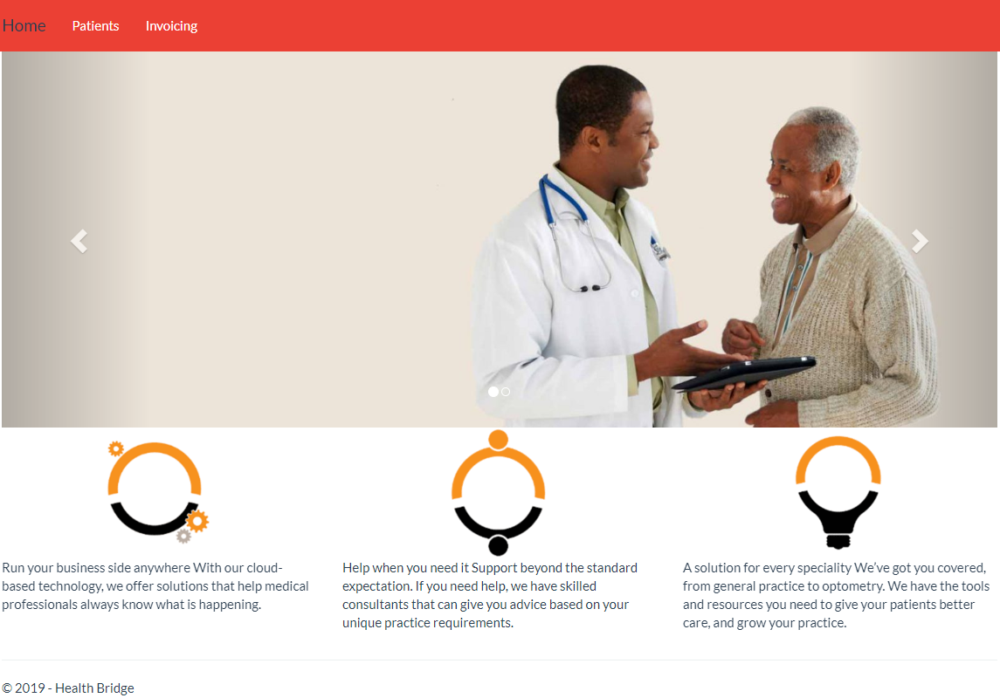 Home Patients Invoicing
Run your business side anywhere With our cloud-
based technology, we offer solutions that help medical
professionals always know what is happening.
Help when you need it Support beyond the standard
expectation. If you need help, we have skilled
consultants that can give you advice based on your
unique practice requirements.
A solution for every speciality We've got you covered,
from general practice to optometry. We have the tools
and resources you need to give your patients better
care, and grow your practice.
© 2019 - Health Bridge